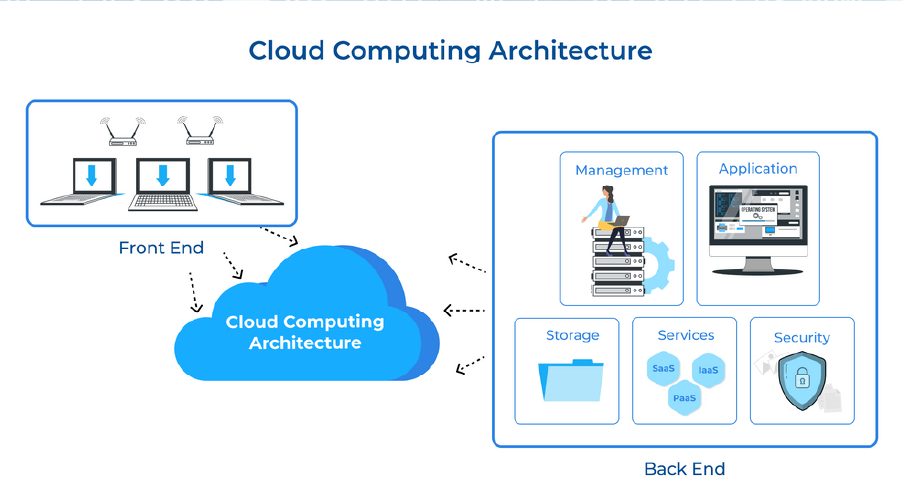 Cloud Computing Architecture
Front End
Cloud Computing
Architecture
Management
Application
OPERATING SYSTEM
Storage
Services
Security
SaaS
IaaS
PaaS
Back End